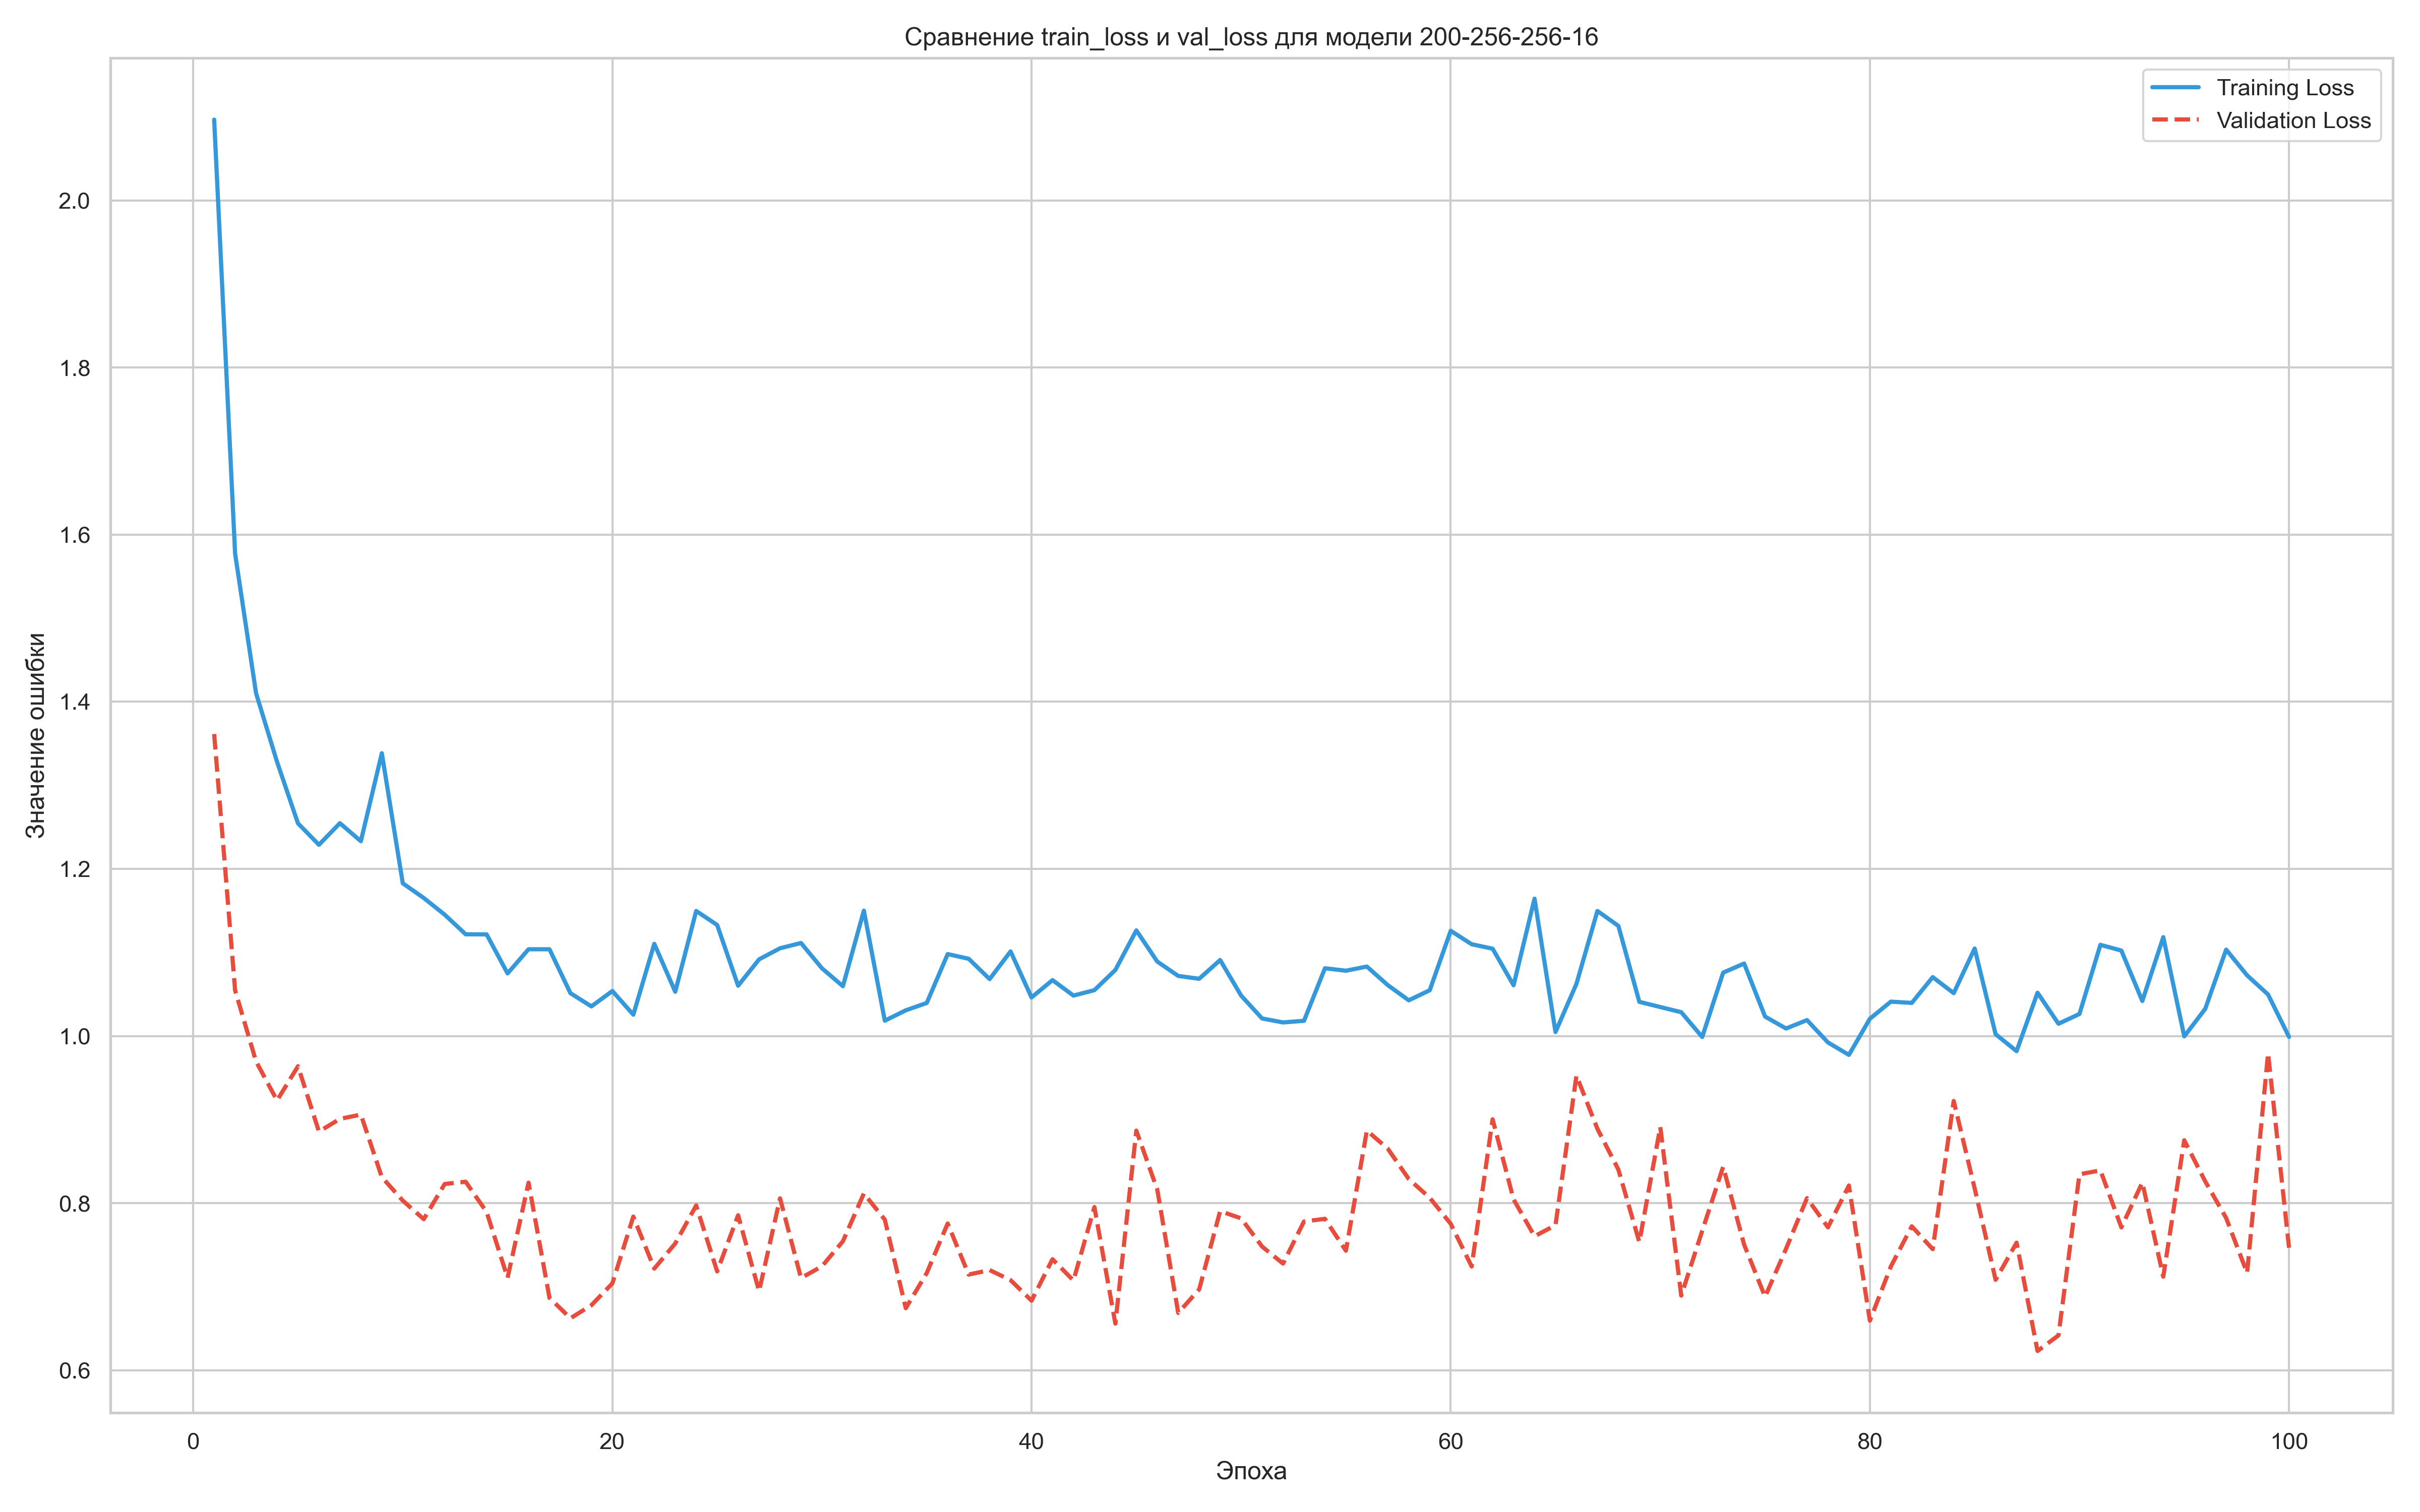 Сравнение train_loss и val_loss для модели 200-256-256-16
Training Loss
Validation Loss
2.0
1.8
1.6
1.4
1.2
1.0
0.8
0.6
Значение ошибки
0 20 40 60 80 100
Эпоха